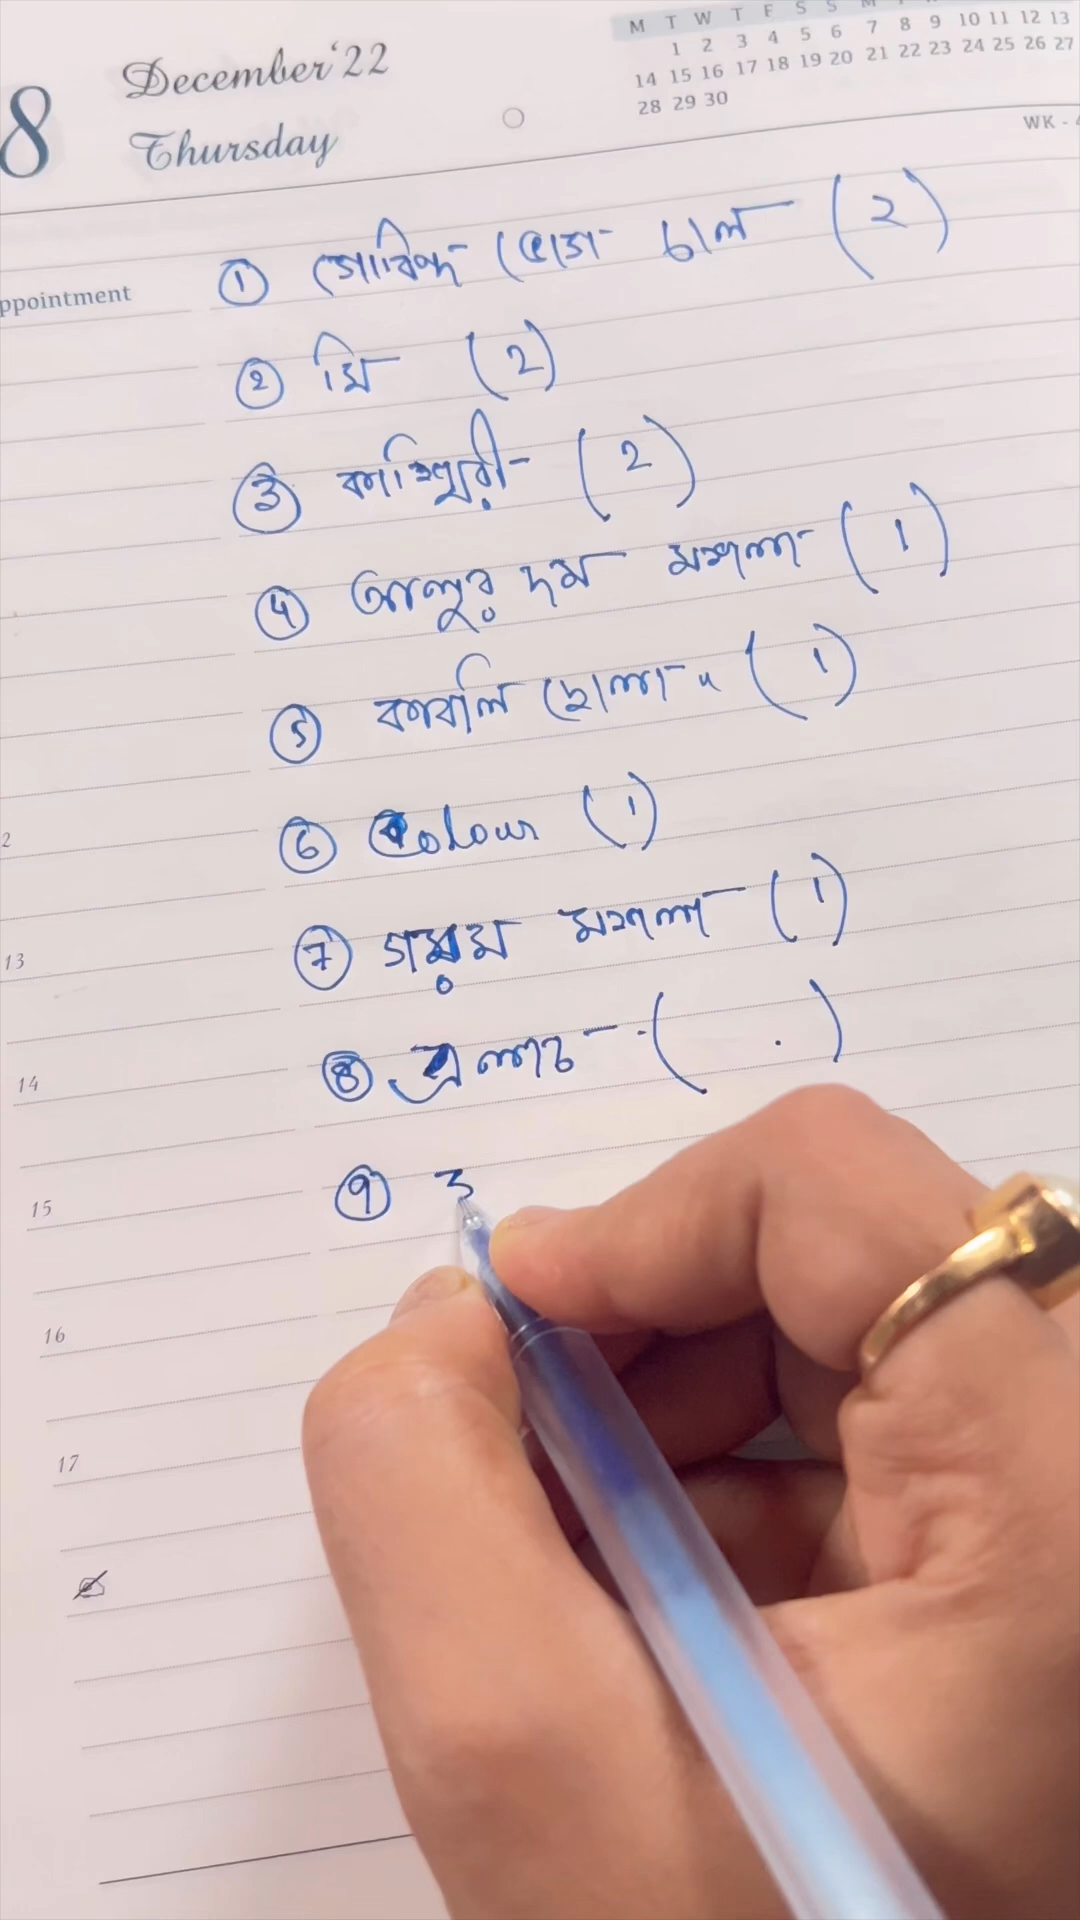 M T W T F S S M
1 2 3 4 5 6 7 8 9 10 11 12 13
14 15 16 17 18 19 20 21 22 23 24 25 26 27
28 29 30
8 December'22
Thursday
WK -
ppointment
① গোবিন্দ ভোগ চাল (২)
② ঘি (2)
③ কাশ্মিরী (2)
④ আলুর দম মশলা (1)
⑤ কাবলি ছোলা " (1)
⑥ Colour (1)
⑦ গরম মশলা (1)
⑧ এলাচ - ( . )
⑨
2
13
14
15
16
17